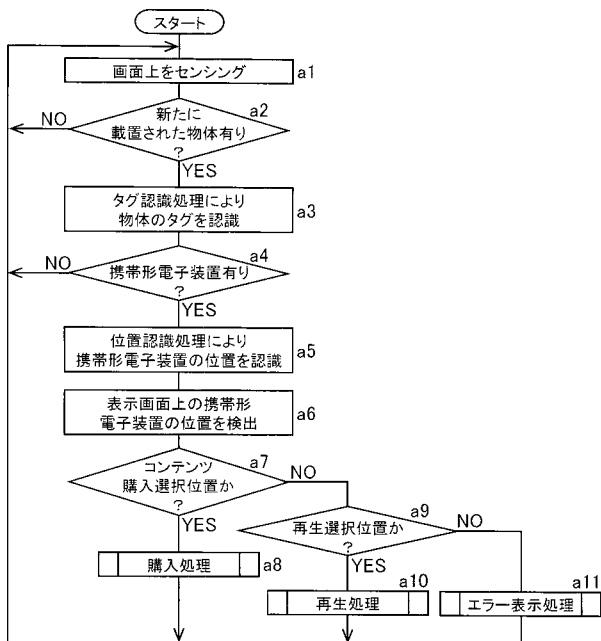 スタート
画面上をセンシング
a1
新たに
載置された物体有り
?
a2
NO
YES
タグ認識処理により
物体のタグを認識
a3
携帯形電子装置有り
?
a4
NO
YES
位置認識処理により
携帯形電子装置の位置を認識
a5
表示画面上の携帯形
電子装置の位置を検出
a6
コンテンツ
購入選択位置か
?
a7
NO
YES
再生選択位置か
?
a9
NO
YES
購入処理
a8
再生処理
a10
エラー表示処理
a11